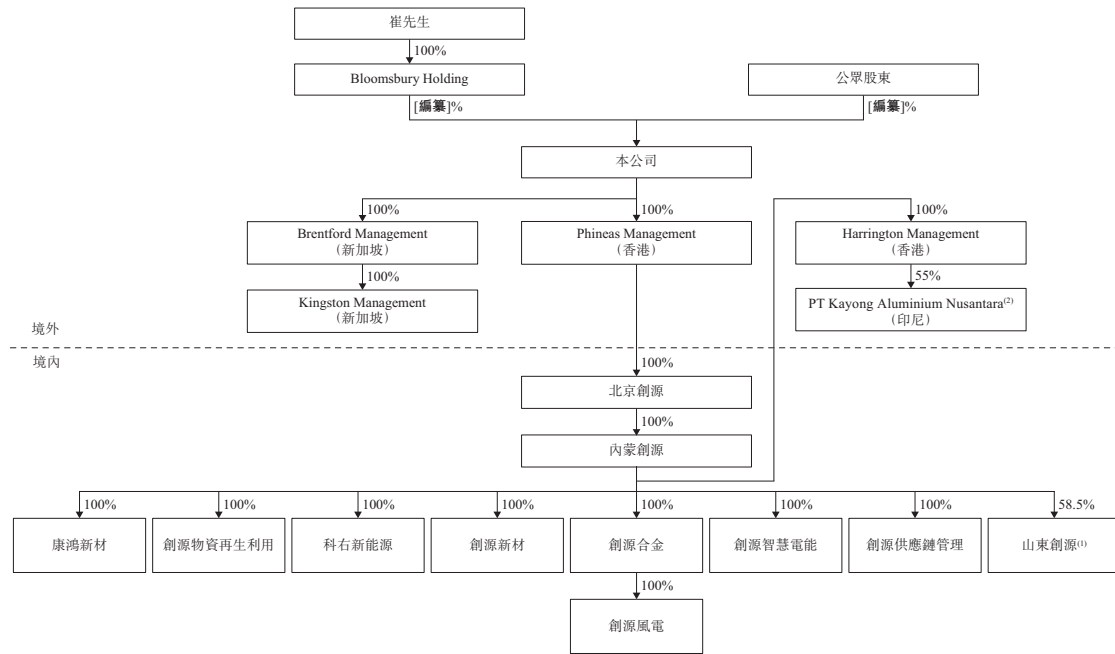 崔先生
100%
Bloomsbury Holding
公眾股東
[編纂]%
[編纂]%
本公司
100%
100%
100%
Brentford Management
(新加坡)
Phineas Management
(香港)
Harrington Management
(香港)
100%
55%
Kingston Management
(新加坡)
PT Kayong Aluminium Nusantara(2)
(印尼)
境外
境內
100%
北京創源
100%
內蒙創源
100%
100%
100%
100%
100%
100%
100%
58.5%
康鴻新材
創源物資再生利用
科右新能源
創源新材
創源合金
創源智慧電能
創源供應鏈管理
山東創源(1)
100%
創源風電